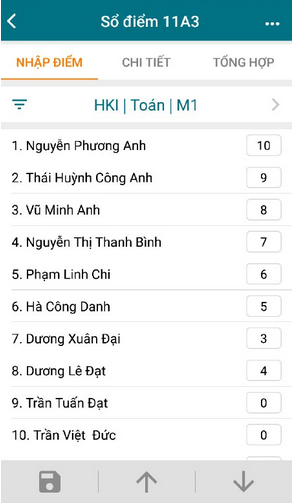 Sổ điểm 11A3
NHẬP ĐIỂM CHI TIẾT TỔNG HỢP
HKI | Toán | M1
1. Nguyễn Phương Anh 10
2. Thái Huỳnh Công Anh 9
3. Vũ Minh Anh 8
4. Nguyễn Thị Thanh Bình 7
5. Phạm Linh Chi 6
6. Hà Công Danh 5
7. Dương Xuân Đại 3
8. Dương Lê Đạt 4
9. Trần Tuấn Đạt 0
10. Trần Việt Đức 0